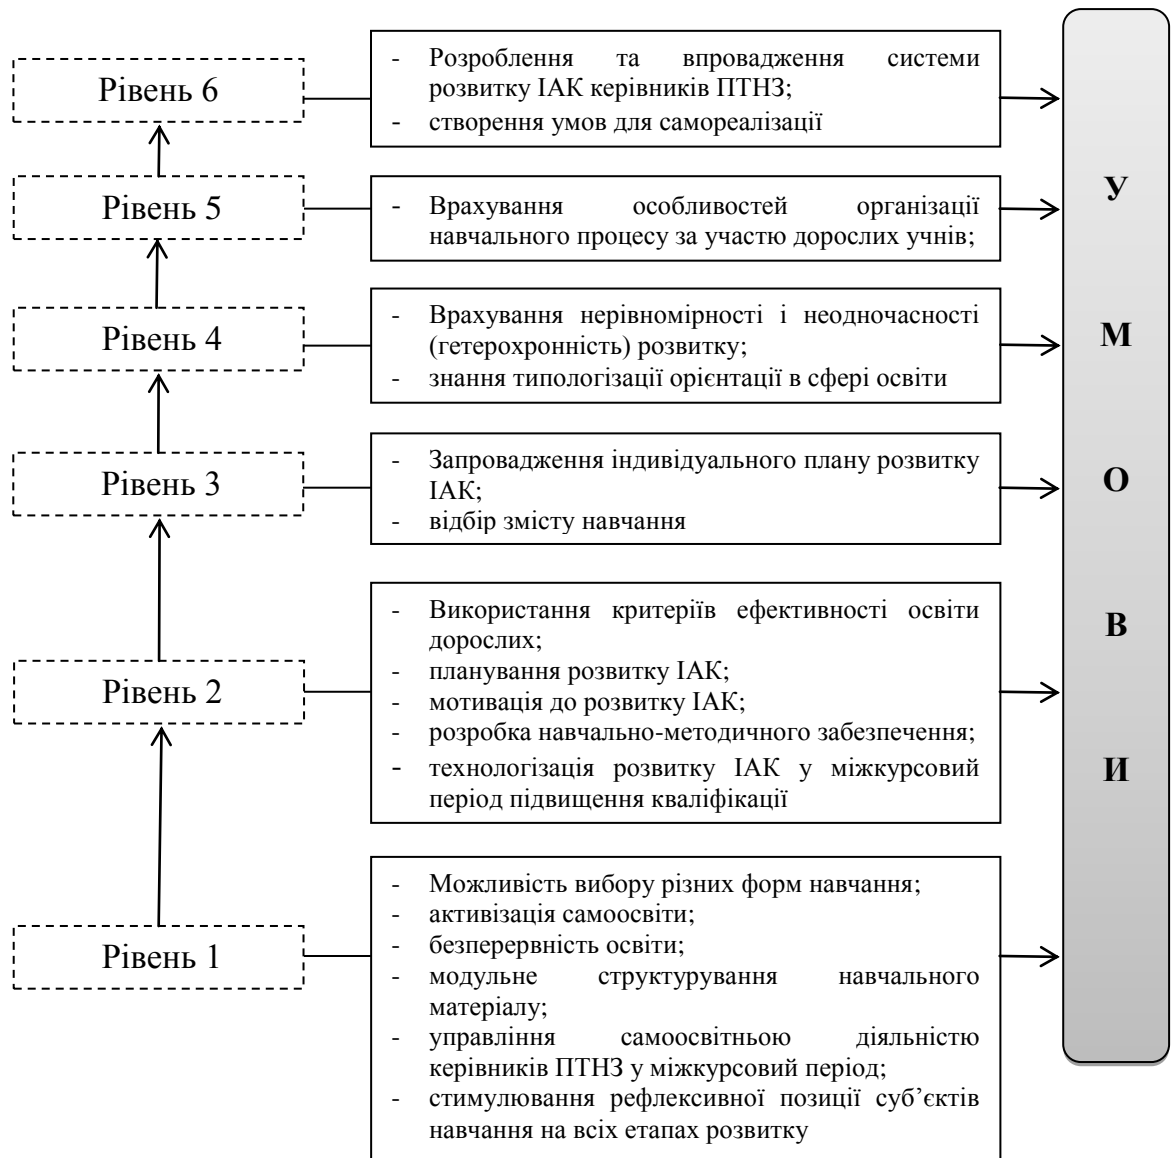 Рівень 6
- Розроблення та впровадження системи
розвитку ІАК керівників ПТНЗ;
- створення умов для самореалізації
Рівень 5
- Врахування особливостей організації
навчального процесу за участю дорослих учнів;
Рівень 4
- Врахування нерівномірності і неодночасності
(гетерохронність) розвитку;
- знання типологізації орієнтації в сфері освіти
Рівень 3
- Запровадження індивідуального плану розвитку
ІАК;
- відбір змісту навчання
Рівень 2
- Використання критеріїв ефективності освіти
дорослих;
- планування розвитку ІАК;
- мотивація до розвитку ІАК;
- розробка навчально-методичного забезпечення;
- технологізація розвитку ІАК у міжкурсовий
період підвищення кваліфікації
Рівень 1
- Можливість вибору різних форм навчання;
- активізація самоосвіти;
- безперервність освіти;
- модульне структурування навчального
матеріалу;
- управління самоосвітньою діяльністю
керівників ПТНЗ у міжкурсовий період;
- стимулювання рефлексивної позиції суб’єктів
навчання на всіх етапах розвитку
У
М
О
В
И